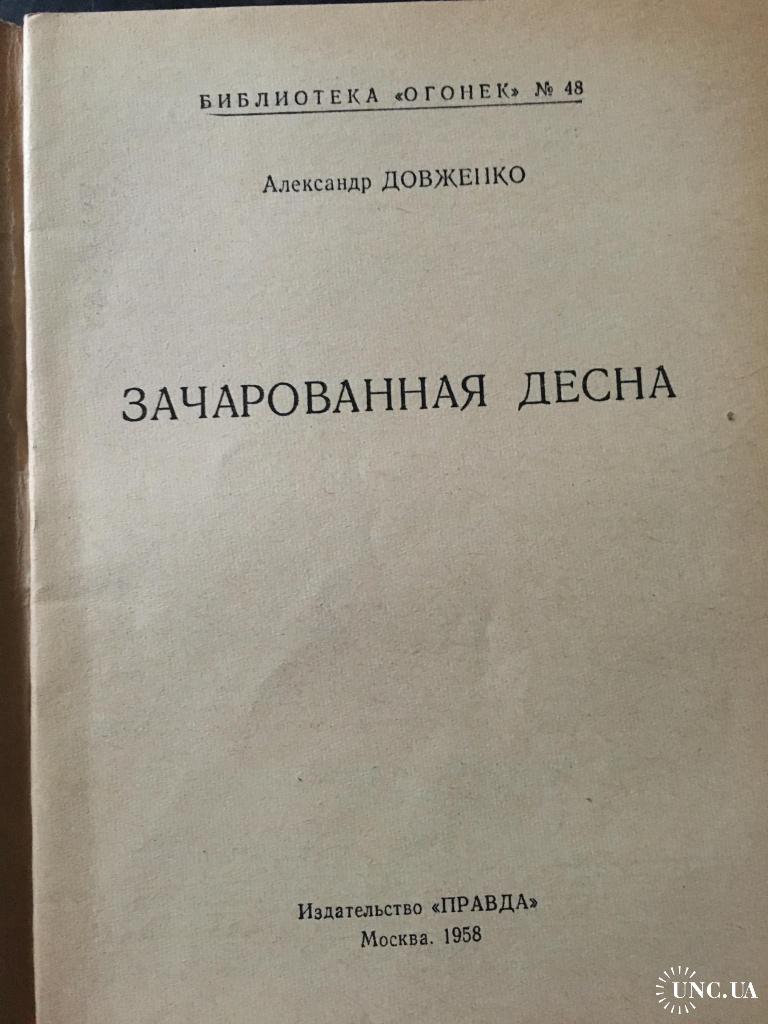 БИБЛИОТЕКА «ОГОНЕК» № 48
Александр ДОВЖЕНКО
ЗАЧАРОВАННАЯ ДЕСНА
Издательство «ПРАВДА»
Москва. 1958
UNC.UA